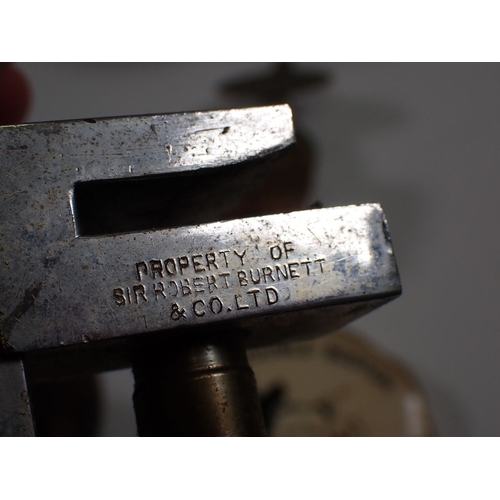 PROPERTY OF
SIR ROBERT BURNETT
& CO. LTD